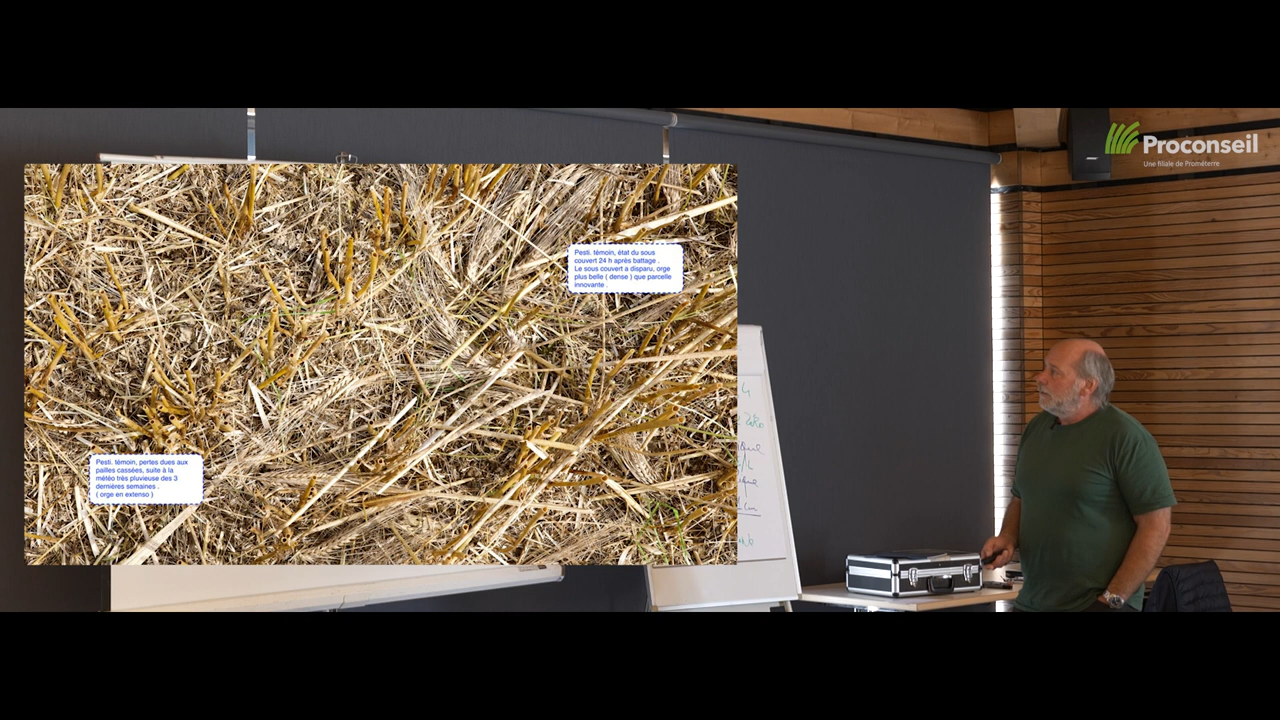 Proconseil
Une filiale de Prométerre
Pesti. témoin, état du sous
couvert 24 h après battage .
Le sous couvert a disparu, orge
plus belle ( dense ) que parcelle
innovante .
Pesti. témoin, pertes dues aux
pailles cassées, suite à la
météo très pluvieuse des 3
dernières semaines .
( orge en extenso )